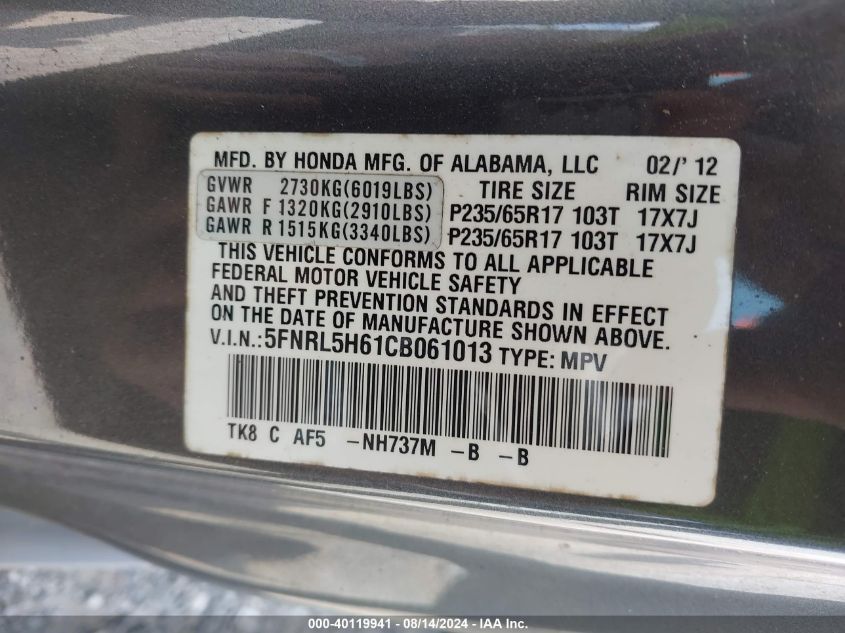 MFD. BY HONDA MFG. OF ALABAMA, LLC 02/' 12
GVWR 2730KG(6019LBS) TIRE SIZE RIM SIZE
GAWR F 1320KG(2910LBS) P235/65R17 103T 17X7J
GAWR R 1515KG(3340LBS) P235/65R17 103T 17X7J
THIS VEHICLE CONFORMS TO ALL APPLICABLE
FEDERAL MOTOR VEHICLE SAFETY
AND THEFT PREVENTION STANDARDS IN EFFECT
ON THE DATE OF MANUFACTURE SHOWN ABOVE.
V.I.N.:5FNRL5H61CB061013 TYPE: MPV
TK8 C AF5 -NH737M -B -B
000-40119941 - 08/14/2024 - IAAI.COM